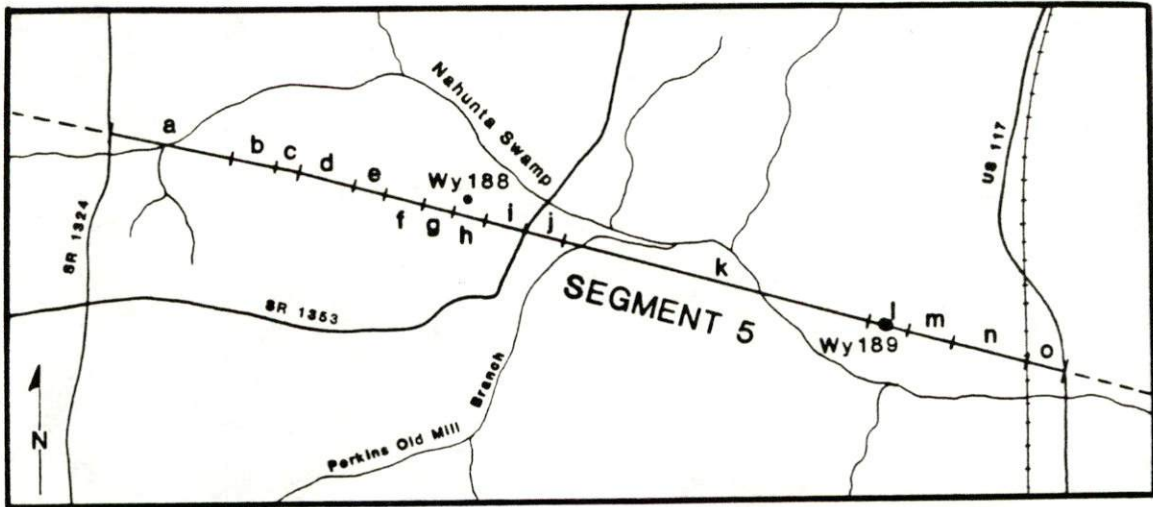 a
b
c
d
e
f
g
h
i
j
k
l
m
n
o
Nahunta Swamp
Wy 188
Wy 189
SEGMENT 5
SR 1324
SR 1353
US 117
Perkins Old Mill Branch
N